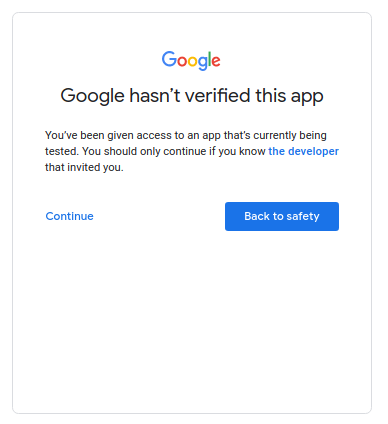 Google
Google hasn’t verified this app
You’ve been given access to an app that’s currently being
tested. You should only continue if you know the developer
that invited you.
Continue
Back to safety